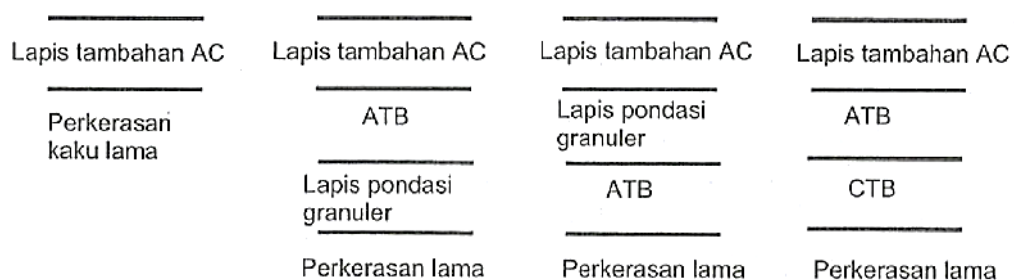 Lapis tambahan AC
Perkerasan
kaku lama
Lapis tambahan AC
ATB
Lapis pondasi
granuler
Perkerasan lama
Lapis tambahan AC
Lapis pondasi
granuler
ATB
Perkerasan lama
Lapis tambahan AC
ATB
CTB
Perkerasan lama